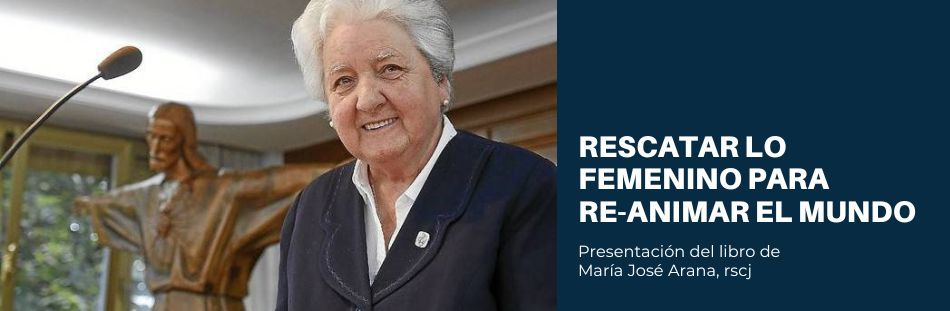 RESCATAR LO
FEMENINO PARA
RE-ANIMAR EL MUNDO
Presentación del libro de
María José Arana, rscj